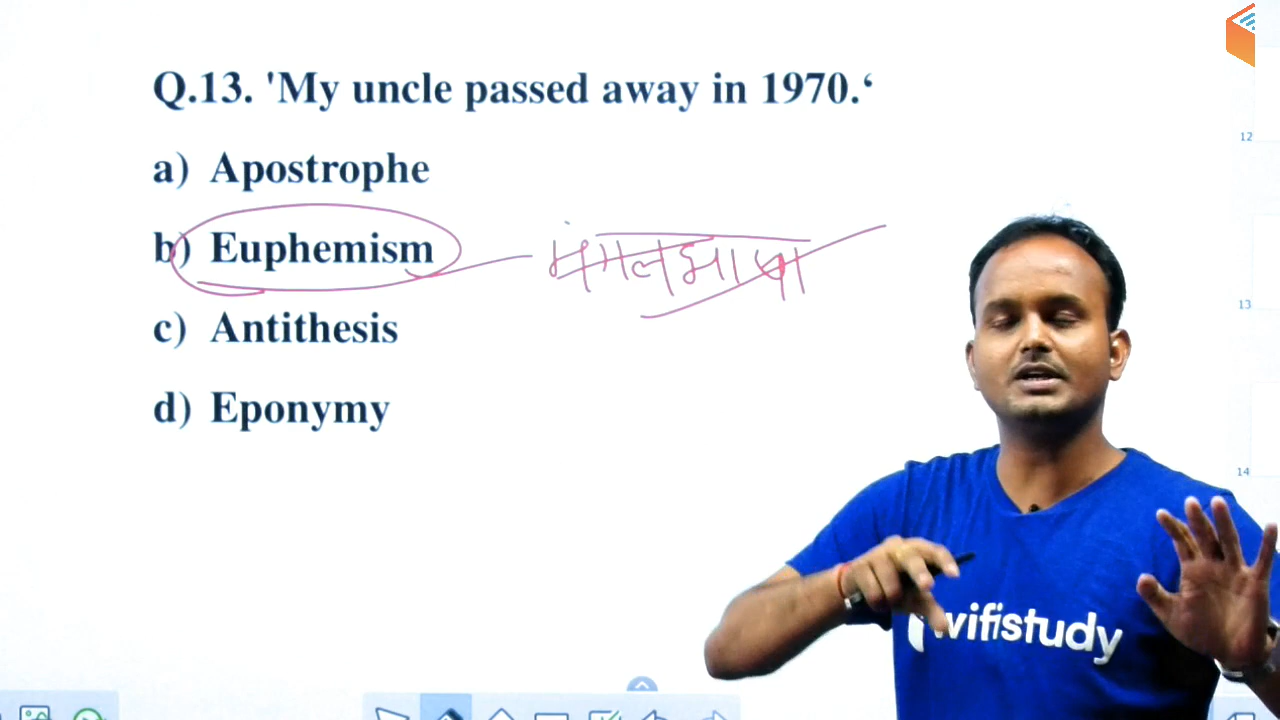 Q.13. 'My uncle passed away in 1970.‘
a) Apostrophe
b) Euphemism
मंगलभाषा
c) Antithesis
d) Eponymy
wifistudy
12
13
14